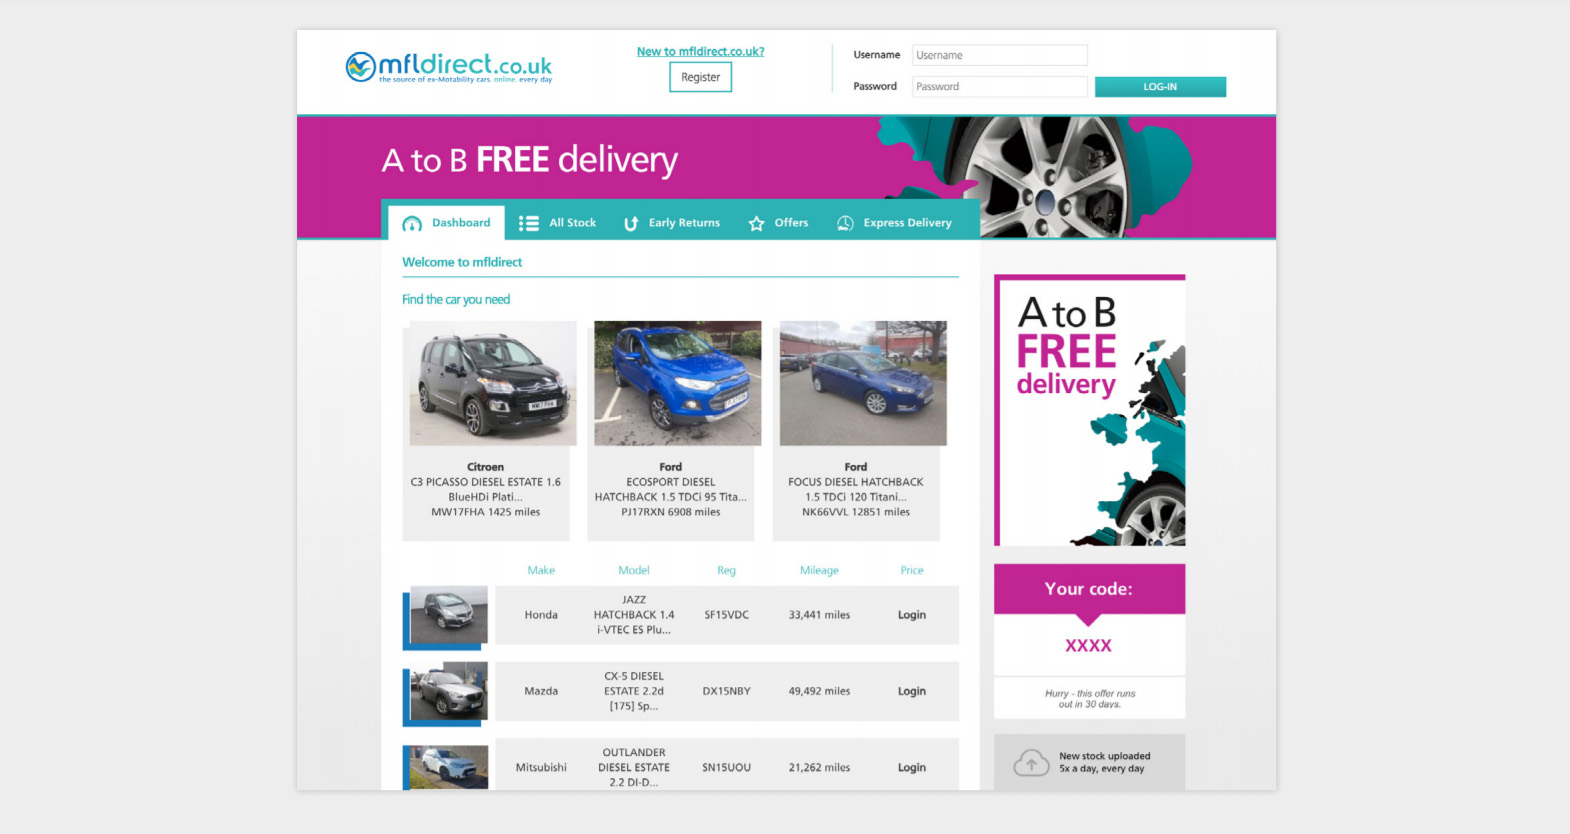 mfldirect.co.uk
the source of ex-Motability cars. online. every day
New to mfldirect.co.uk?
Register
Username
Username
Password
Password
LOG-IN
A to B FREE delivery
Dashboard
All Stock
Early Returns
Offers
Express Delivery
Welcome to mfldirect
Find the car you need
MW17FHA
Citroen
C3 PICASSO DIESEL ESTATE 1.6
BlueHDi Plati...
MW17FHA 1425 miles
Ford
ECOSPORT DIESEL
HATCHBACK 1.5 TDCi 95 Tita...
PJ17RXN 6908 miles
Ford
FOCUS DIESEL HATCHBACK
1.5 TDCi 120 Titani...
NK66VVL 12851 miles
Make Model Reg Mileage Price
Honda
JAZZ
HATCHBACK 1.4
i-VTEC ES Plu...
SF15VDC
33,441 miles
Login
Mazda
CX-5 DIESEL
ESTATE 2.2d
[175] Sp...
DX15NBY
49,492 miles
Login
Mitsubishi
OUTLANDER
DIESEL ESTATE
2.2 DI-D...
SN15UOU
21,262 miles
Login
A to B
FREE
delivery
Your code:
XXXX
Hurry - this offer runs
out in 30 days.
New stock uploaded
5x a day, every day